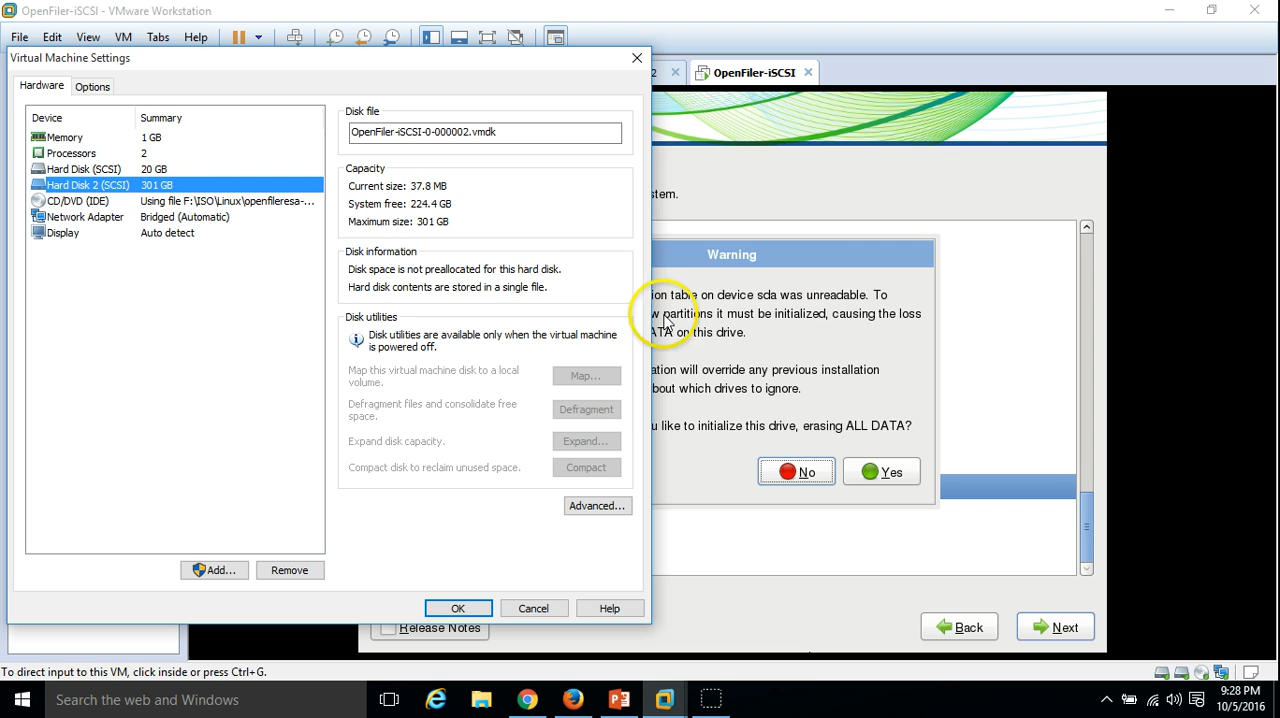 OpenFiler-iSCSI - VMware Workstation
File Edit View VM Tabs Help
Virtual Machine Settings
2 OpenFiler-iSCSI
Hardware Options
Device Summary
Memory 1 GB
Processors 2
Hard Disk (SCSI) 20 GB
Hard Disk 2 (SCSI) 301 GB
CD/DVD (IDE) Using file F:\ISO\Linux\openfileresa-...
Network Adapter Bridged (Automatic)
Display Auto detect
Add... Remove
Disk file
OpenFiler-iSCSI-0-000002.vmdk
Capacity
Current size: 37.8 MB
System free: 224.4 GB
Maximum size: 301 GB
Disk information
Disk space is not preallocated for this hard disk.
Hard disk contents are stored in a single file.
Disk utilities
Disk utilities are available only when the virtual machine
is powered off.
Map this virtual machine disk to a local
volume.
Map...
Defragment files and consolidate free
space.
Defragment
Expand disk capacity. Expand...
Compact disk to reclaim unused space. Compact
Advanced...
OK Cancel Help
stem.
Warning
ion table on device sda was unreadable. To
w partitions it must be initialized, causing the loss
ATA on this drive.
ation will override any previous installation
bout which drives to ignore.
u like to initialize this drive, erasing ALL DATA?
No Yes
Release Notes Back Next
To direct input to this VM, click inside or press Ctrl+G.
Search the web and Windows
9:28 PM
10/5/2016